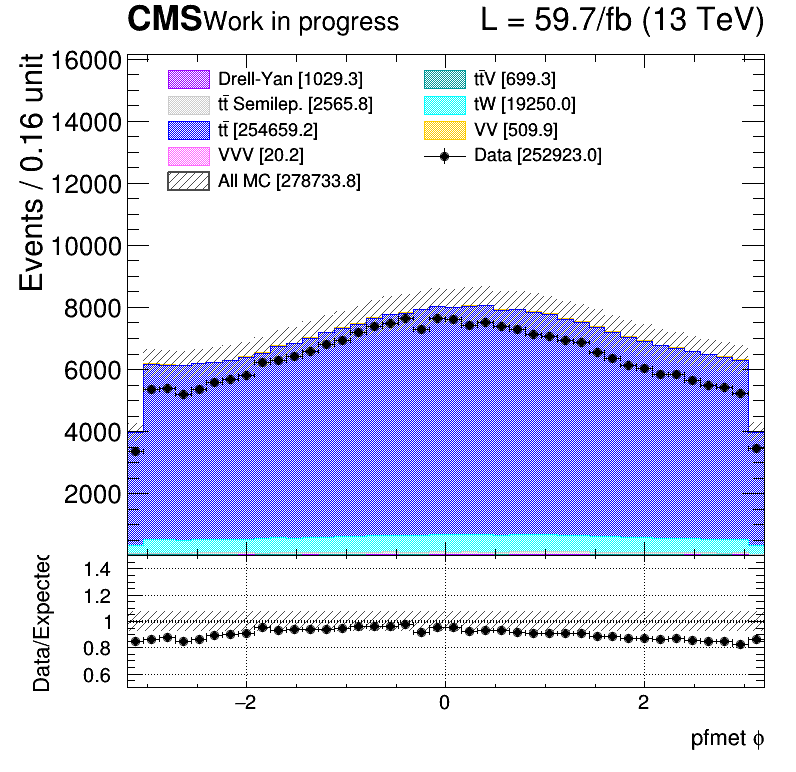 CMS Work in progress L = 59.7/fb (13 TeV)
Events / 0.16 unit
16000
14000
12000
10000
8000
6000
4000
2000
Drell-Yan [1029.3]
tt̄ Semilep. [2565.8]
tt̄ [254659.2]
VVV [20.2]
All MC [278733.8]
tt̄V [699.3]
tW [19250.0]
VV [509.9]
Data [252923.0]
Data/Expected
1.4
1.2
1
0.8
0.6
−2 0 2
pfmet ϕ